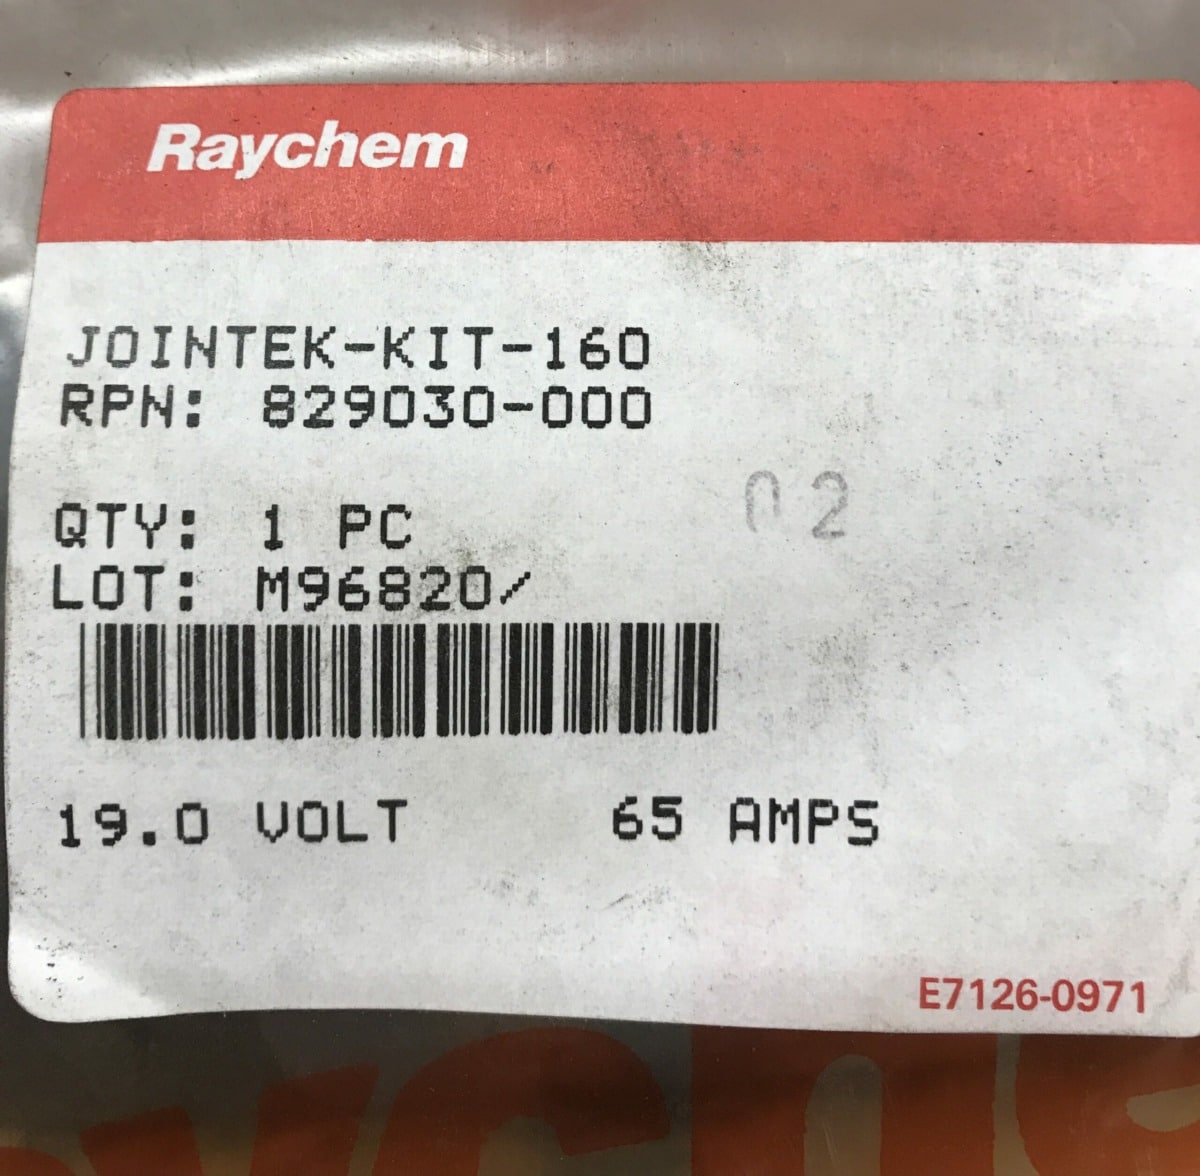 Raychem
JOINTEK-KIT-160
RPN: 829030-000
02
QTY: 1 PC
LOT: M96820/
19.0 VOLT 65 AMPS
E7126-0971